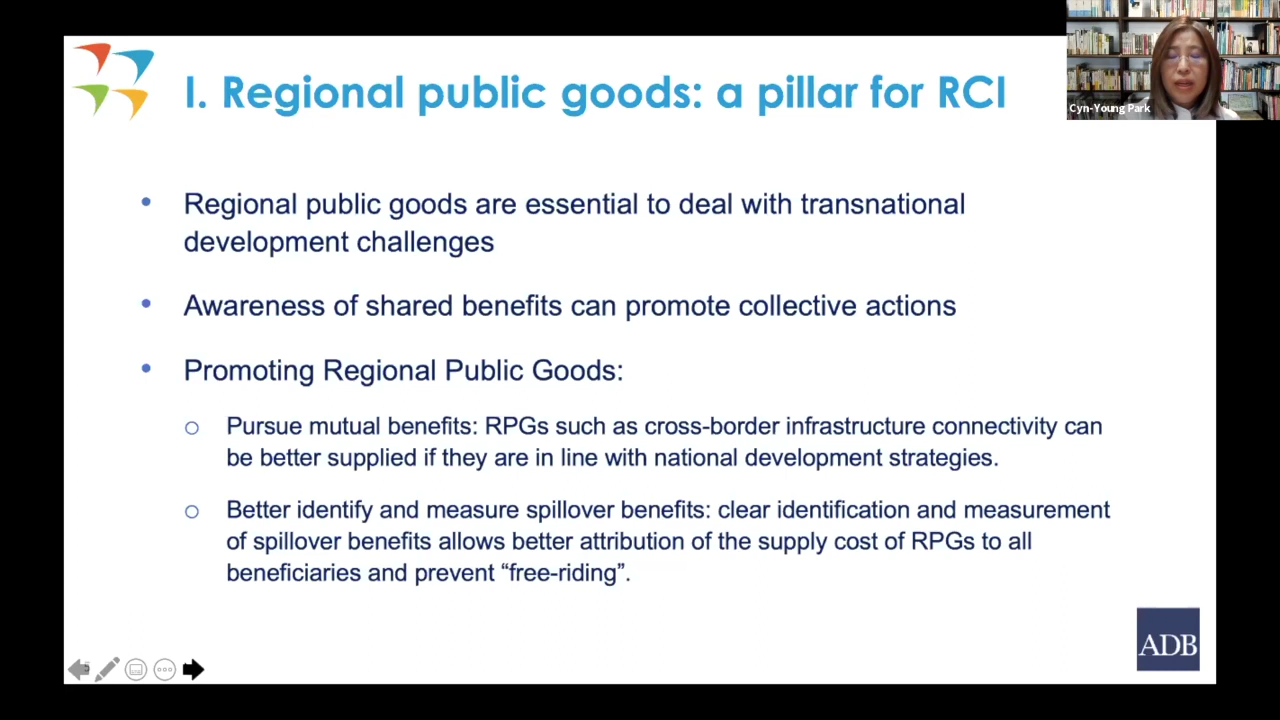 I. Regional public goods: a pillar for RCI
Cyn-Young Park
• Regional public goods are essential to deal with transnational
development challenges
• Awareness of shared benefits can promote collective actions
• Promoting Regional Public Goods:
o Pursue mutual benefits: RPGs such as cross-border infrastructure connectivity can
be better supplied if they are in line with national development strategies.
o Better identify and measure spillover benefits: clear identification and measurement
of spillover benefits allows better attribution of the supply cost of RPGs to all
beneficiaries and prevent “free-riding”.
ADB